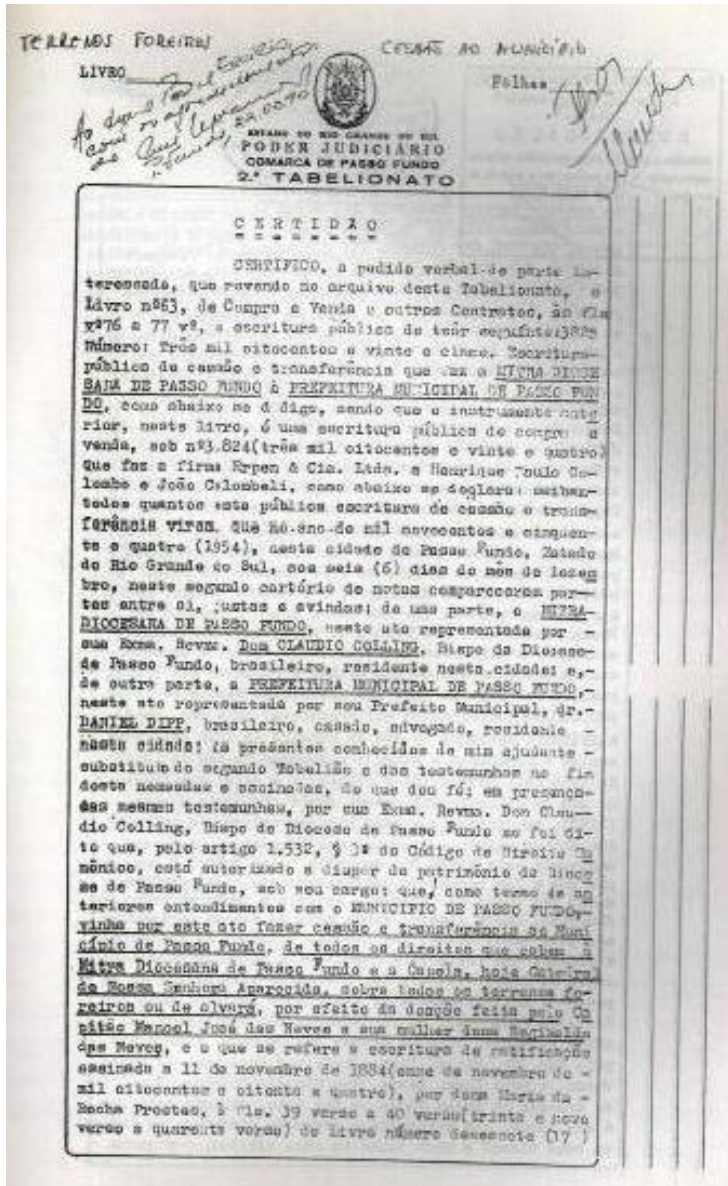 TERRENOS FOREIROS
CESSÃO AO MUNICÍPIO
LIVRO
Folhas
Ao
com os
ESTADO DO RIO GRANDE DO SUL
PODER JUDICIÁRIO
COMARCA DE PASSO FUNDO
2.º TABELIONATO
C E R T I D Ã O
CERTIFICO, a pedido verbal de parte in-
teressada, que revendo no arquivo deste Tabelionato, o
Livro nº63, de Compra e Venda e outros Contratos, às fls
vº76 a 77 vº, a escritura pública de teor seguinte:3825
Número: Três mil oitocentos e vinte e cinco. Escritura-
pública de cessão e transferência que faz a MITRA DIOCE
SANA DE PASSO FUNDO à PREFEITURA MUNICIPAL DE PASSO FUN
DO, como abaixo se d digo, sendo que o instrumento ante
rior, neste livro, é uma escritura pública de compra e
venda, sob nº3.824(três mil oitocentos e vinte e quatro)
que faz a firma Erpen & Cia. Ltda. a Henrique Paulo Co-
lombo e João Colombeli, como abaixo se declara: saiban-
todos quantos esta pública escritura de cessão e trans-
ferência virem, que no ano de mil novecentos e cinquen-
ta e quatro (1954), nesta cidade de Passo Fundo, Estado
do Rio Grande do Sul, aos seis (6) dias do mês de dezem
bro, neste segundo cartório de notas compareceram par-
tes entre si, justas e avindas; de uma parte, a MITRA-
DIOCESANA DE PASSO FUNDO, neste ato representada por -
sua Exma. Revma. Dom CLAUDIO COLLING, Bispo da Diocese-
de Passo Fundo, brasileiro, residente nesta cidade; e,-
de outra parte, a PREFEITURA MUNICIPAL DE PASSO FUNDO,-
neste ato representada por seu Prefeito Municipal, dr.-
DANIEL DIPP, brasileiro, casado, advogado, residente -
nesta cidade; os presentes conhecidos de mim ajudante -
substituto do segundo Tabelião e das testemunhas no fim
desta nomeadas e assinadas, do que dou fé; em presença-
das mesmas testemunhas, por sua Exma. Revma. Dom Clau--
dio Colling, Bispo da Diocese de Passo Fundo me foi di-
to que, pelo artigo 1.532, § 3º do Código de Direito Ca
nônico, está autorizado a dispor do patrimônio da Dioce
se de Passo Fundo, sob seu cargo; que, como termo de an
teriores entendimentos com o MUNICIPIO DE PASSO FUNDO,-
vinha por este ato fazer cessão e transferência ao Muni
cípio de Passo Fundo, de todos os direitos que cabem à
Mitra Diocesana de Passo Fundo e a Capela, hoje Catedral
de Nossa Senhora Aparecida, sobre todos os terrenos fo-
reiros ou de alvará, por efeito da doação feita pelo Ca
pitão Manoel José das Neves e sua mulher dona Reginalda
das Neves, e a que se refere a escritura de ratificação
assinada a 11 de novembro de 1884(onze de novembro de -
mil oitocentos e oitenta e quatro), por dona Maria da -
Rocha Prestes, à fls. 39 verso a 40 verso(trinta e nove
verso a quarenta verso) do Livro número dezessete (17 )